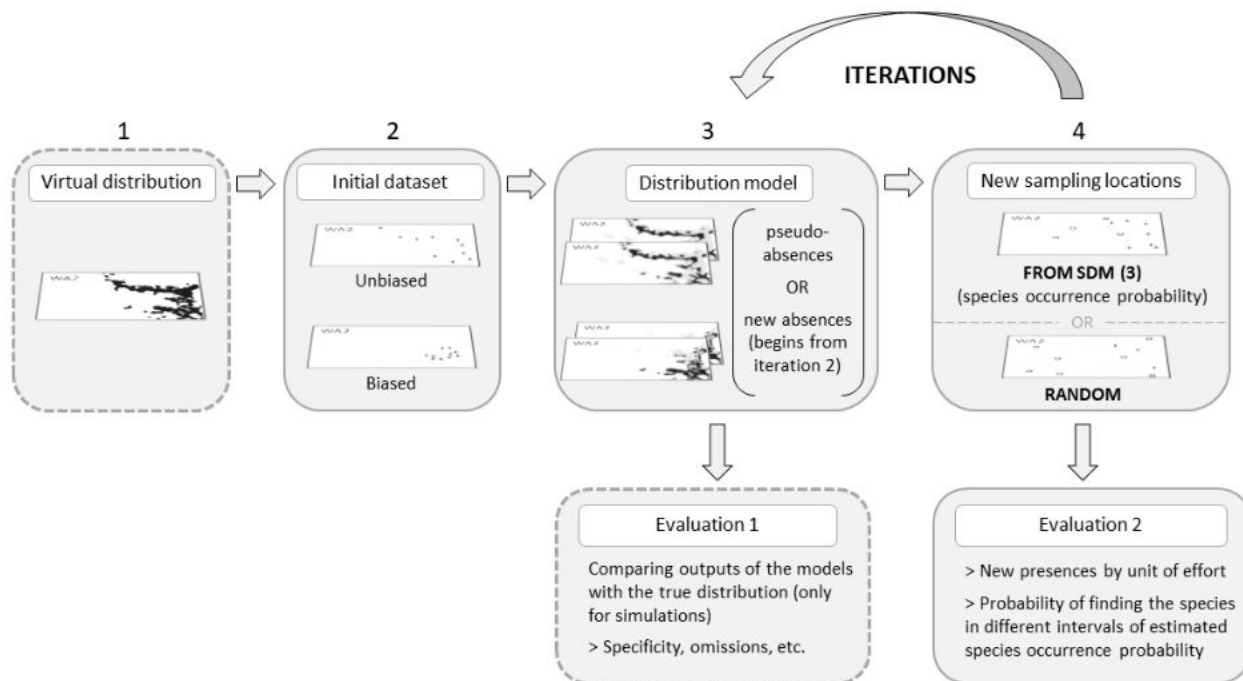 ITERATIONS
1
2
3
4
Virtual distribution
Initial dataset
Unbiased
Biased
Distribution model
pseudo-
absences
OR
new absences
(begins from
iteration 2)
New sampling locations
FROM SDM (3)
(species occurrence probability)
OR
RANDOM
Evaluation 1
Comparing outputs of the models
with the true distribution (only
for simulations)
> Specificity, omissions, etc.
Evaluation 2
> New presences by unit of effort
> Probability of finding the species
in different intervals of estimated
species occurrence probability